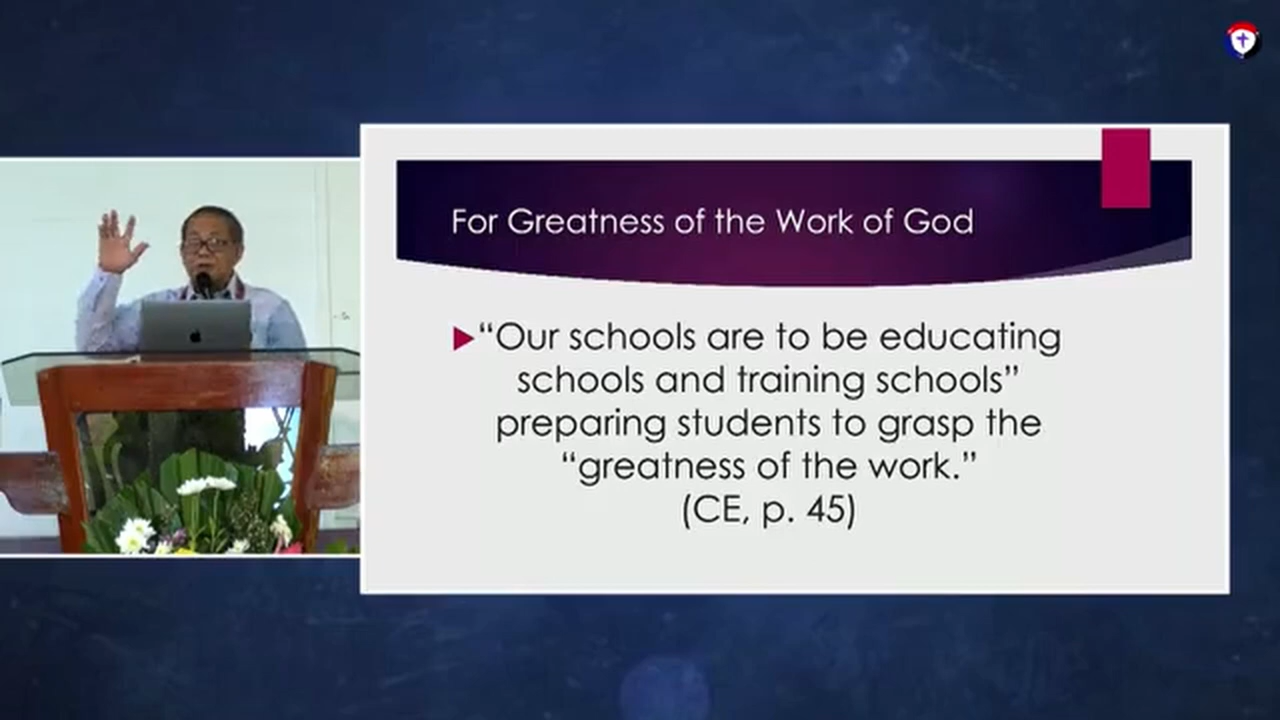 For Greatness of the Work of God
“Our schools are to be educating
schools and training schools”
preparing students to grasp the
“greatness of the work.”
(CE, p. 45)